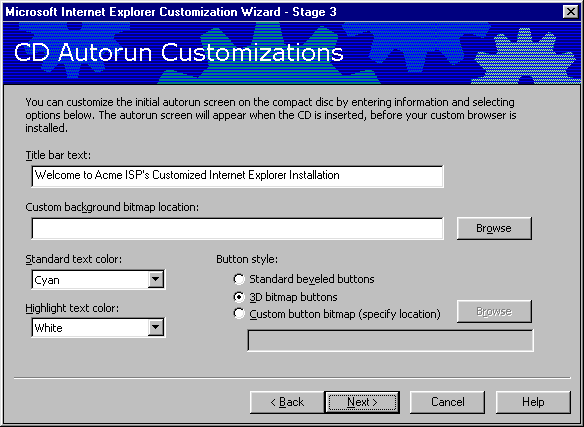 Microsoft Internet Explorer Customization Wizard - Stage 3
CD Autorun Customizations
You can customize the initial autorun screen on the compact disc by entering information and selecting
options below. The autorun screen will appear when the CD is inserted, before your custom browser is
installed.
Title bar text:
Welcome to Acme ISP's Customized Internet Explorer Installation
Custom background bitmap location:
Browse
Standard text color:
Cyan
Highlight text color:
White
Button style:
Standard beveled buttons
3D bitmap buttons
Custom button bitmap (specify location)
Browse
< Back
Next >
Cancel
Help